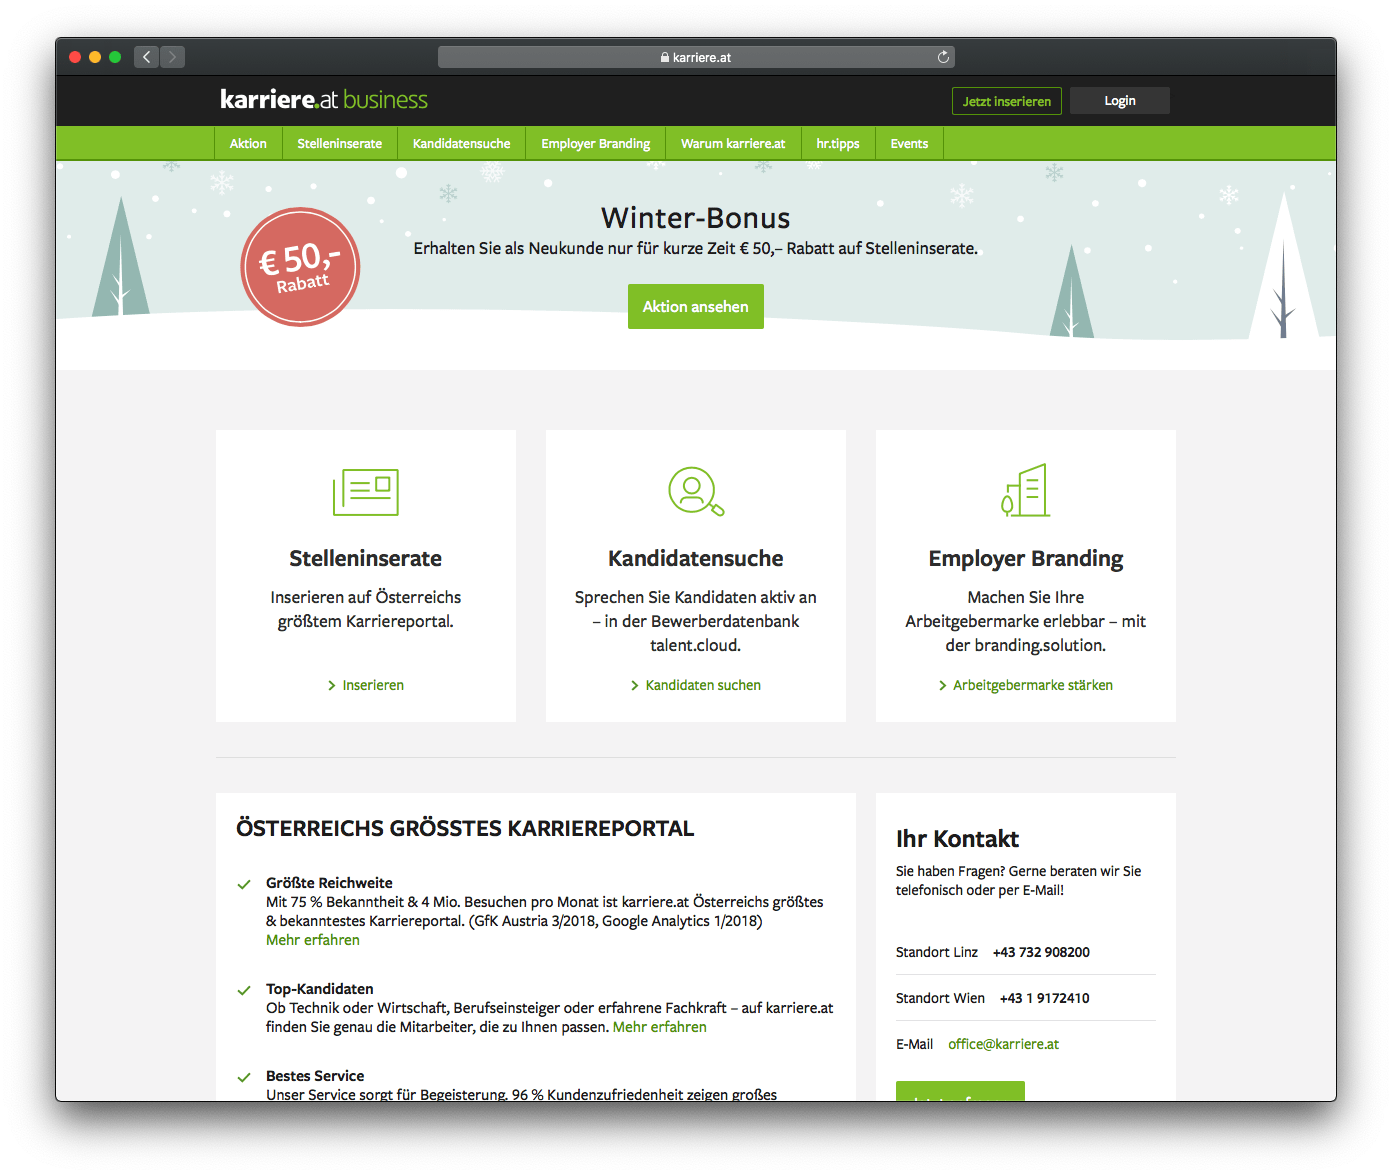 karriere.at
karriere.at business
Jetzt inserieren
Login
Aktion
Stelleninserate
Kandidatensuche
Employer Branding
Warum karriere.at
hr.tipps
Events
€ 50,-
Rabatt
Winter-Bonus
Erhalten Sie als Neukunde nur für kurze Zeit € 50,– Rabatt auf Stelleninserate.
Aktion ansehen
Stelleninserate
Inserieren auf Österreichs
größtem Karriereportal.
Inserieren
Kandidatensuche
Sprechen Sie Kandidaten aktiv an
– in der Bewerberdatenbank
talent.cloud.
Kandidaten suchen
Employer Branding
Machen Sie Ihre
Arbeitgebermarke erlebbar – mit
der branding.solution.
Arbeitgebermarke stärken
ÖSTERREICHS GRÖSSTES KARRIEREPORTAL
Größte Reichweite
Mit 75 % Bekanntheit & 4 Mio. Besuchen pro Monat ist karriere.at Österreichs größtes
& bekanntestes Karriereportal. (GfK Austria 3/2018, Google Analytics 1/2018)
Mehr erfahren
Top-Kandidaten
Ob Technik oder Wirtschaft, Berufseinsteiger oder erfahrene Fachkraft – auf karriere.at
finden Sie genau die Mitarbeiter, die zu Ihnen passen. Mehr erfahren
Bestes Service
Unser Service sorgt für Begeisterung. 96 % Kundenzufriedenheit zeigen großes
Ihr Kontakt
Sie haben Fragen? Gerne beraten wir Sie
telefonisch oder per E-Mail!
Standort Linz +43 732 908200
Standort Wien +43 1 9172410
E-Mail office@karriere.at